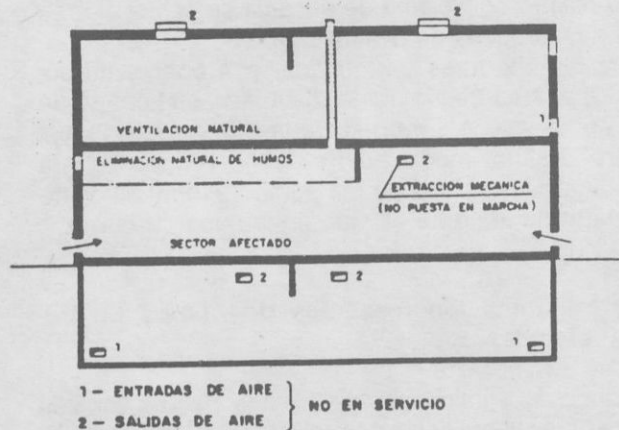 2 2
VENTILACION NATURAL 1
ELIMINACION NATURAL DE HUMOS 2
EXTRACCION MECANICA
(NO PUESTA EN MARCHA)
SECTOR AFECTADO
2 2
1 1
1 – ENTRADAS DE AIRE
NO EN SERVICIO
2 – SALIDAS DE AIRE